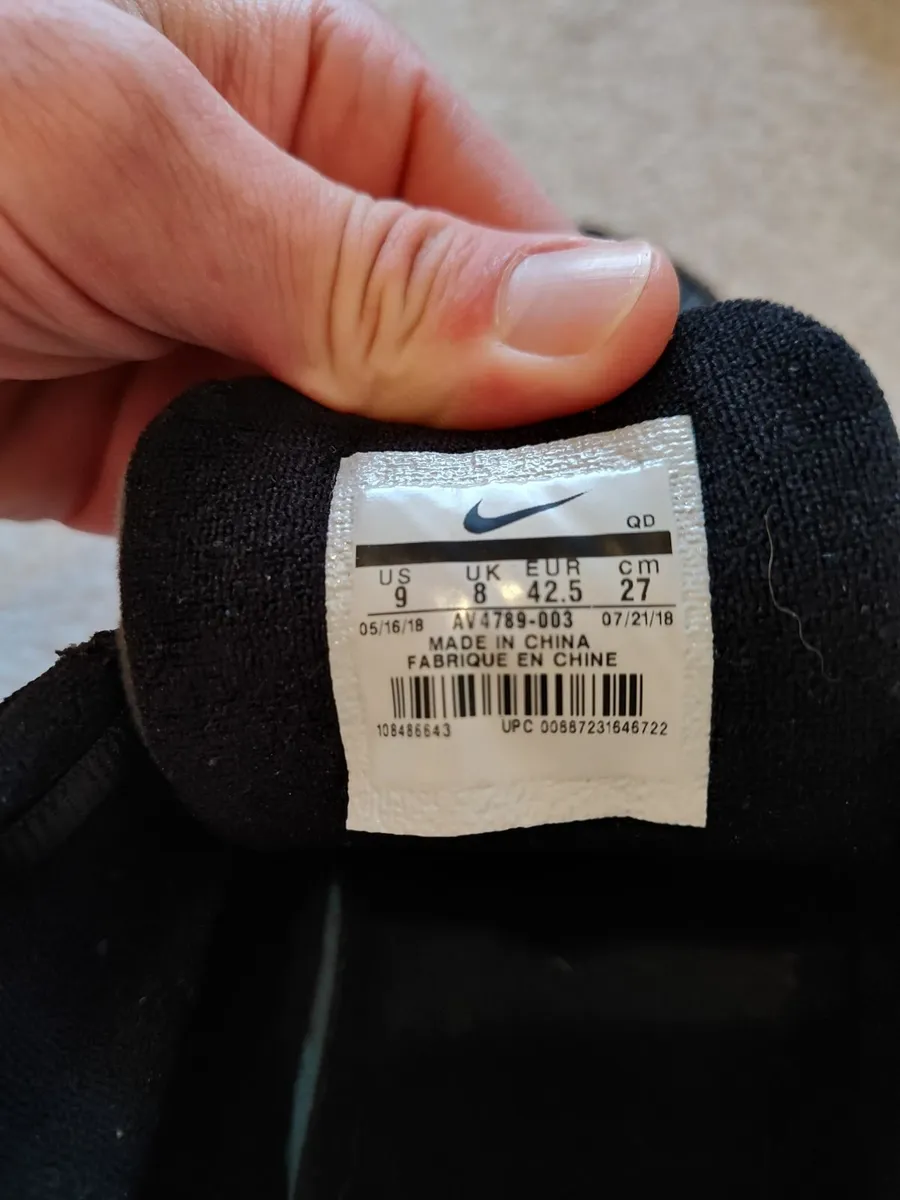 QD
US UK EUR cm
9 8 42.5 27
05/16/18 AV4789-003 07/21/18
MADE IN CHINA
FABRIQUE EN CHINE
108486643 UPC 00887231646722